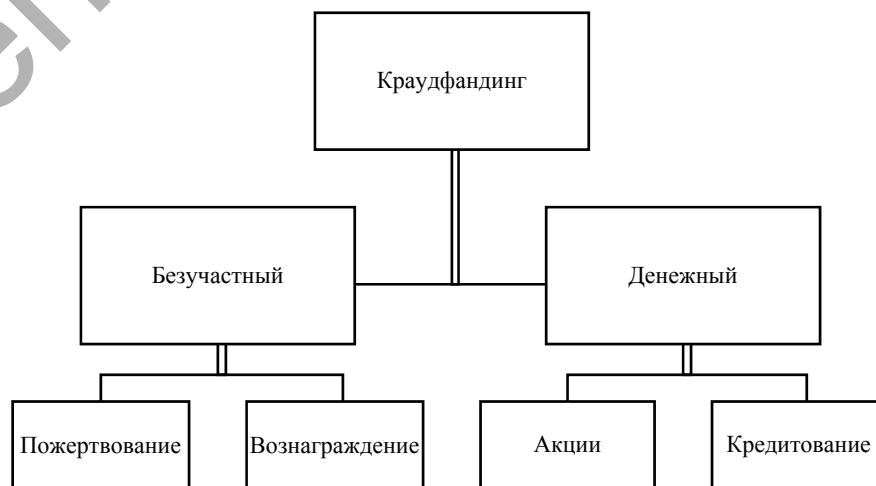 Краудфандинг
Безучастный
Денежный
Пожертвование
Вознаграждение
Акции
Кредитование